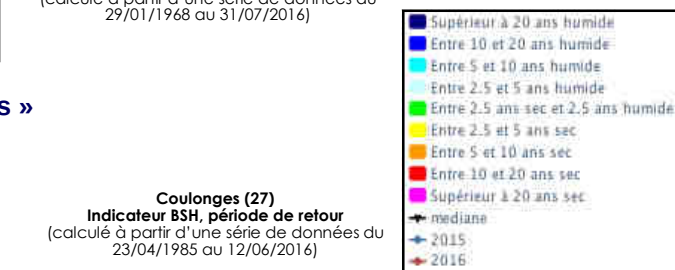 (calculé à partir d'une série de données du
29/01/1968 au 31/07/2016)
s »
Coulonges (27)
Indicateur BSH, période de retour
(calculé à partir d'une série de données du
23/04/1985 au 12/06/2016)
Supérieur à 20 ans humide
Entre 10 et 20 ans humide
Entre 5 et 10 ans humide
Entre 2.5 et 5 ans humide
Entre 2.5 ans sec et 2.5 ans humide
Entre 2.5 et 5 ans sec
Entre 5 et 10 ans sec
Entre 10 et 20 ans sec
Supérieur à 20 ans sec
mediane
2015
2016